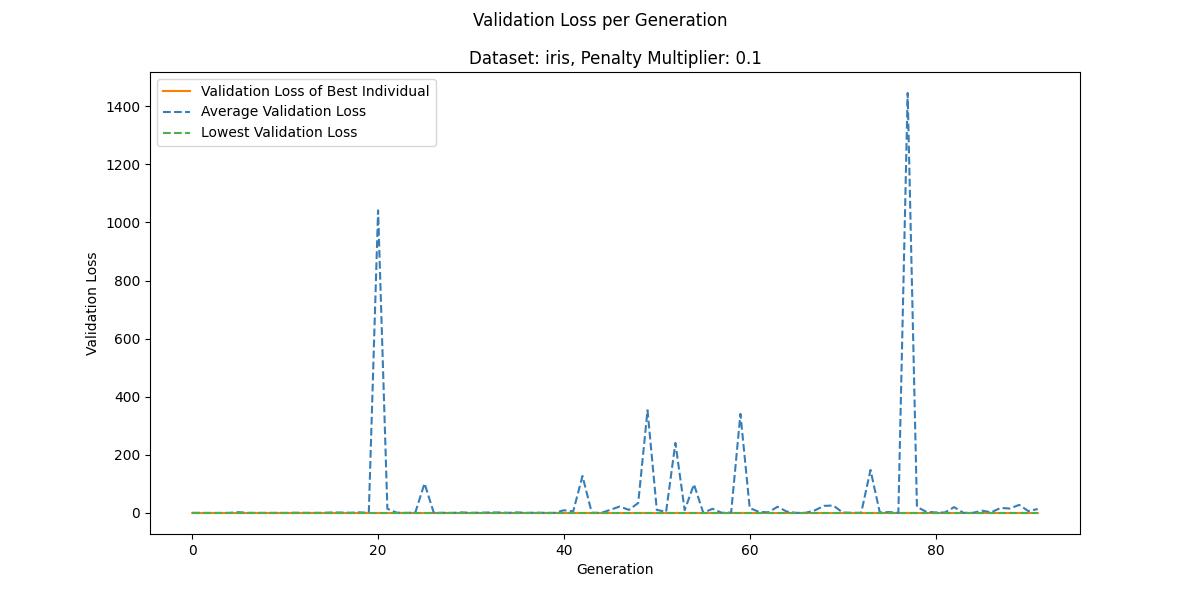 Validation Loss per Generation
Dataset: iris, Penalty Multiplier: 0.1
Validation Loss of Best Individual
Average Validation Loss
Lowest Validation Loss
1400
1200
1000
800
600
400
200
0
Validation Loss
0 20 40 60 80
Generation